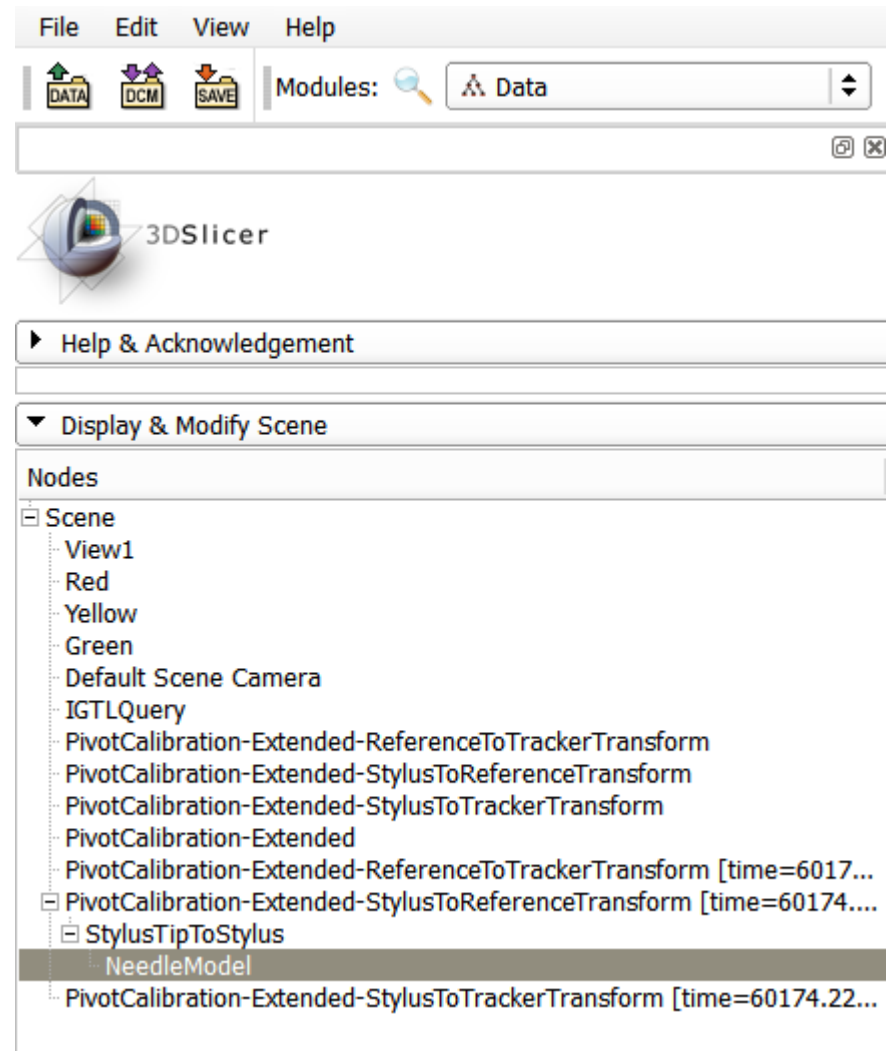 File Edit View Help
DATA DCM SAVE Modules: Data
3DSlicer
Help & Acknowledgement
Display & Modify Scene
Nodes
Scene
View1
Red
Yellow
Green
Default Scene Camera
IGTLQuery
PivotCalibration-Extended-ReferenceToTrackerTransform
PivotCalibration-Extended-StylusToReferenceTransform
PivotCalibration-Extended-StylusToTrackerTransform
PivotCalibration-Extended
PivotCalibration-Extended-ReferenceToTrackerTransform [time=6017...
PivotCalibration-Extended-StylusToReferenceTransform [time=60174....
StylusTipToStylus
NeedleModel
PivotCalibration-Extended-StylusToTrackerTransform [time=60174.22...